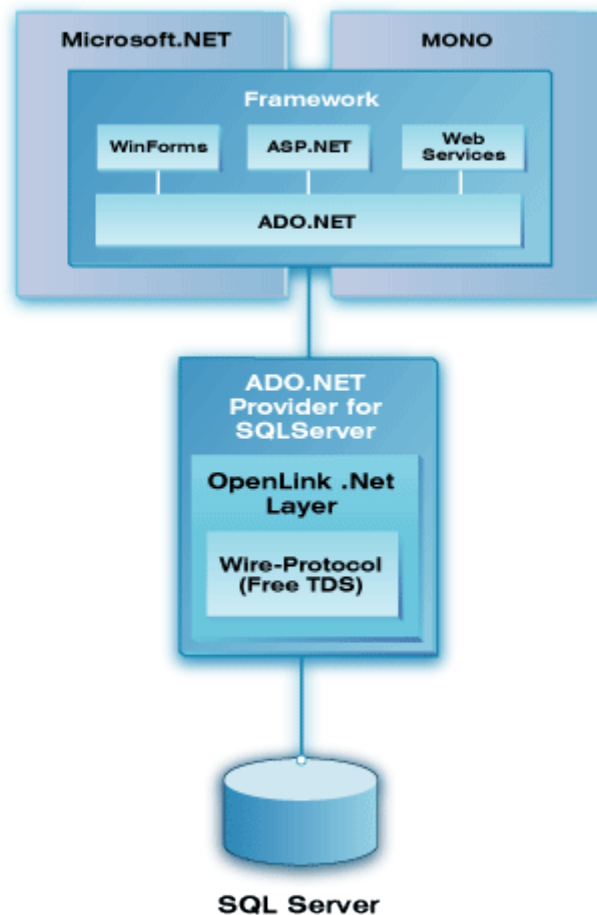 Microsoft.NET
MONO
Framework
WinForms
ASP.NET
Web
Services
ADO.NET
ADO.NET
Provider for
SQLServer
OpenLink .Net
Layer
Wire-Protocol
(Free TDS)
SQL Server